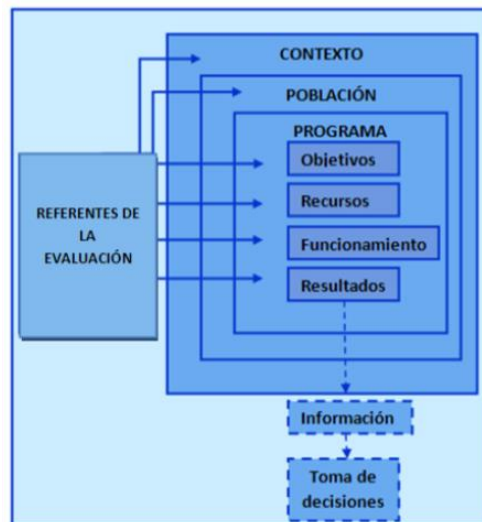 CONTEXTO
POBLACIÓN
PROGRAMA
Objetivos
Recursos
Funcionamiento
Resultados
REFERENTES DE
LA
EVALUACIÓN
Información
Toma de
decisiones